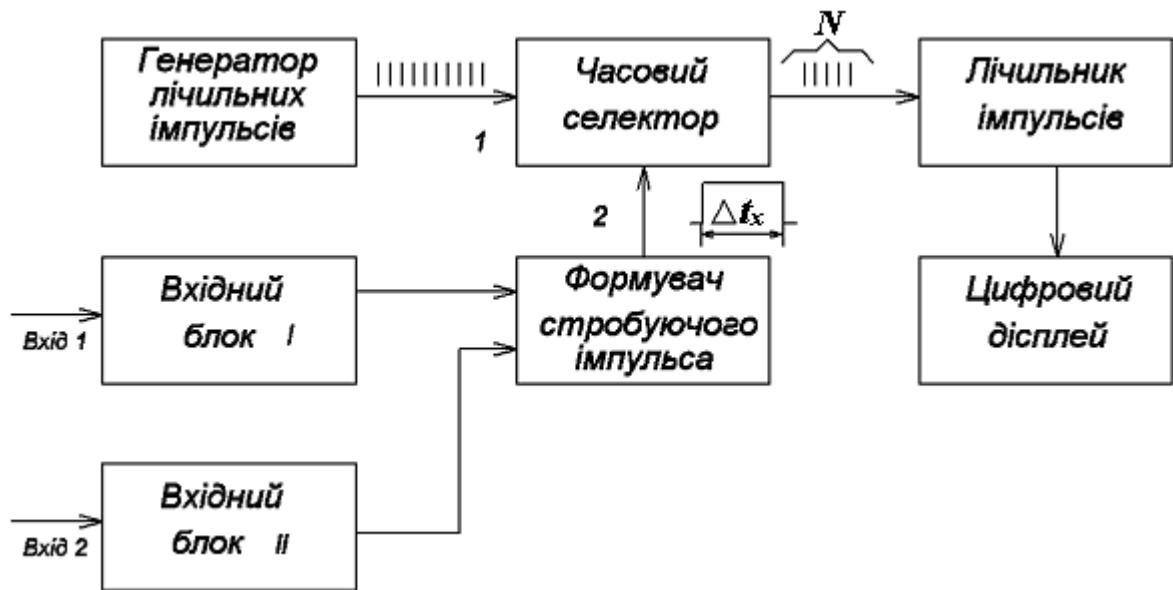 Генератор
лічильних
імпульсів
1
Часовий
селектор
N
Лічильник
імпульсів
2
△tx
Вхід 1
Вхідний
блок I
Формувач
стробуючого
імпульса
Цифровий
дісплей
Вхід 2
Вхідний
блок II